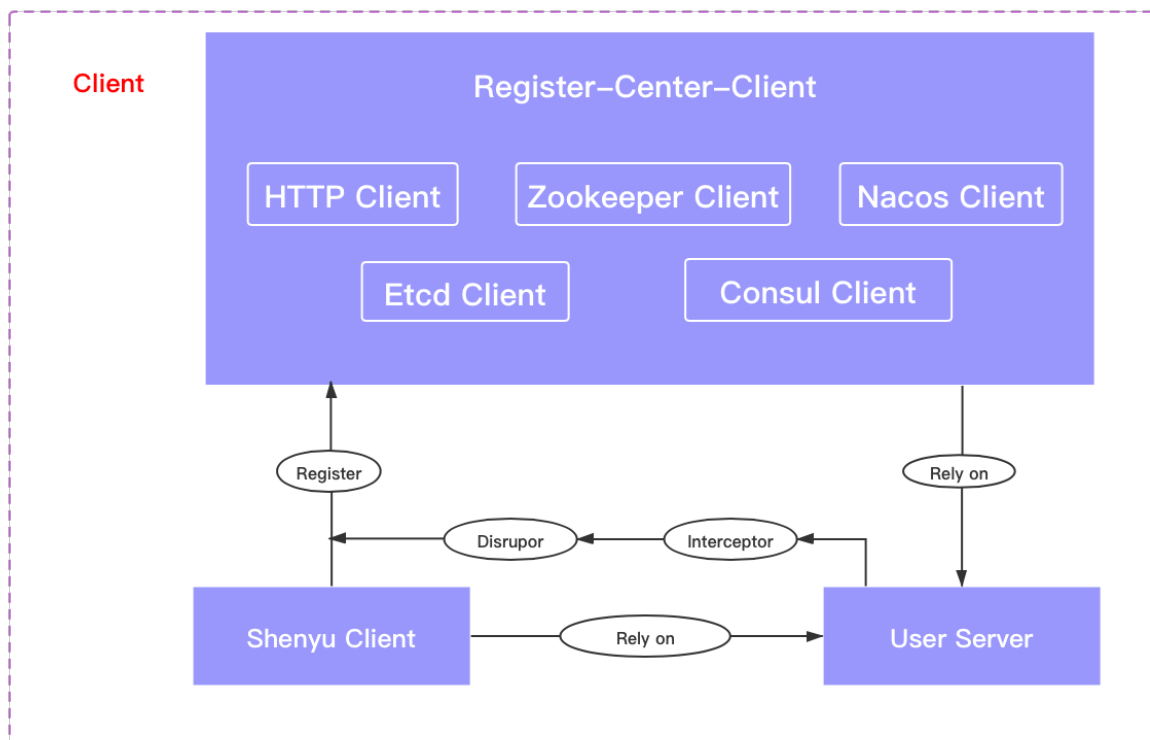 Client
Register-Center-Client
HTTP Client
Zookeeper Client
Nacos Client
Etcd Client
Consul Client
Register
Rely on
Disrupor
Interceptor
Shenyu Client
Rely on
User Server